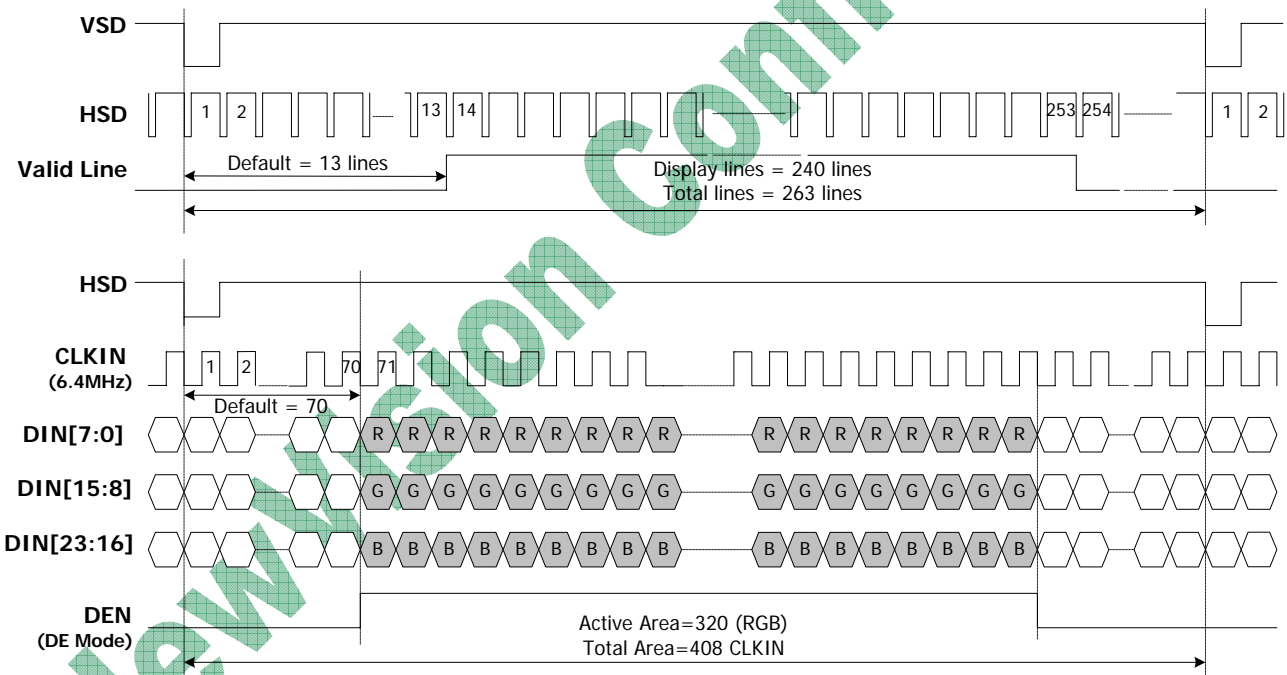 VSD
HSD 1 2 13 14 253 254 1 2
Valid Line
Default = 13 lines
Display lines = 240 lines
Total lines = 263 lines
HSD
CLKIN 1 2 70 71
(6.4MHz)
Default = 70
DIN[7:0] R R R R R R R R R R R R R R R R R
DIN[15:8] G G G G G G G G G G G G G G G G G
DIN[23:16] B B B B B B B B B B B B B B B B B
DEN
(DE Mode)
Active Area=320 (RGB)
Total Area=408 CLKIN